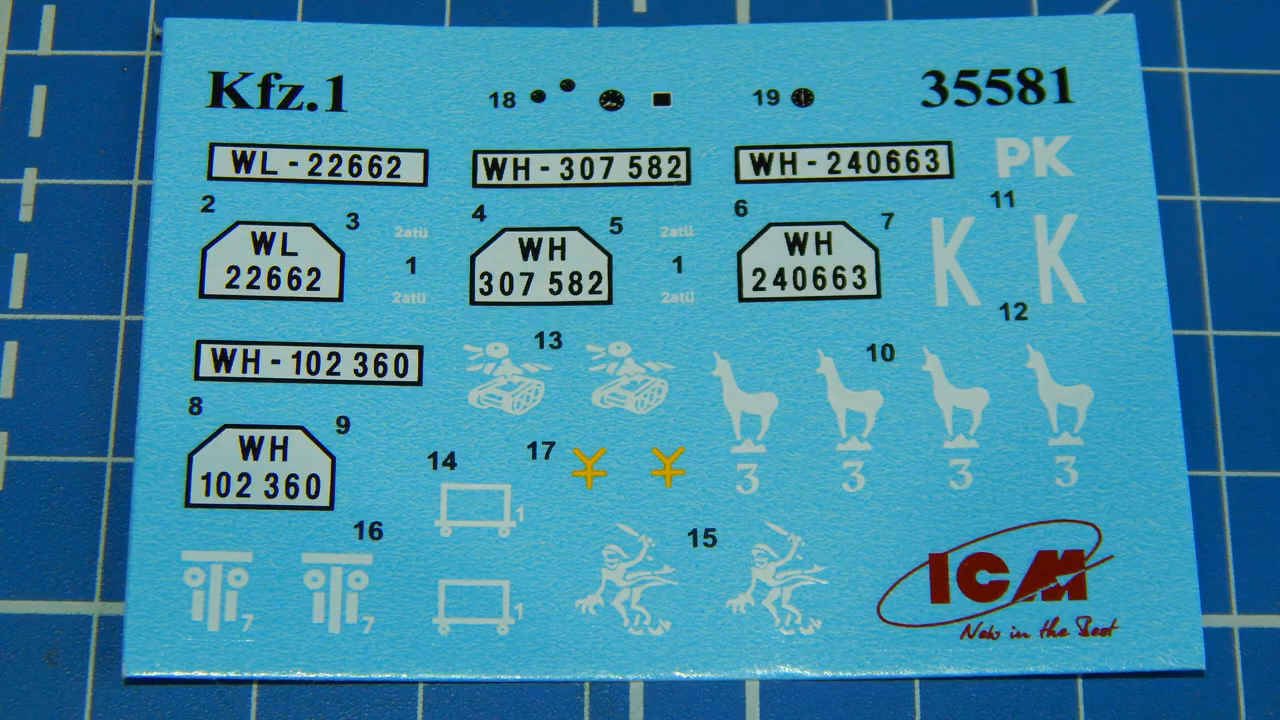 Kfz.1
18
19
35581
WL - 22662
WH - 307 582
WH - 240663
PK
2
3
4
5
6
7
11
WL
22662
2atü
1
2atü
WH
307 582
2atü
1
2atü
WH
240663
K K
12
WH - 102 360
13
10
8
9
WH
102 360
14
17
3 3 3 3
1
16
15
7 7
1
ICM
New in the Best